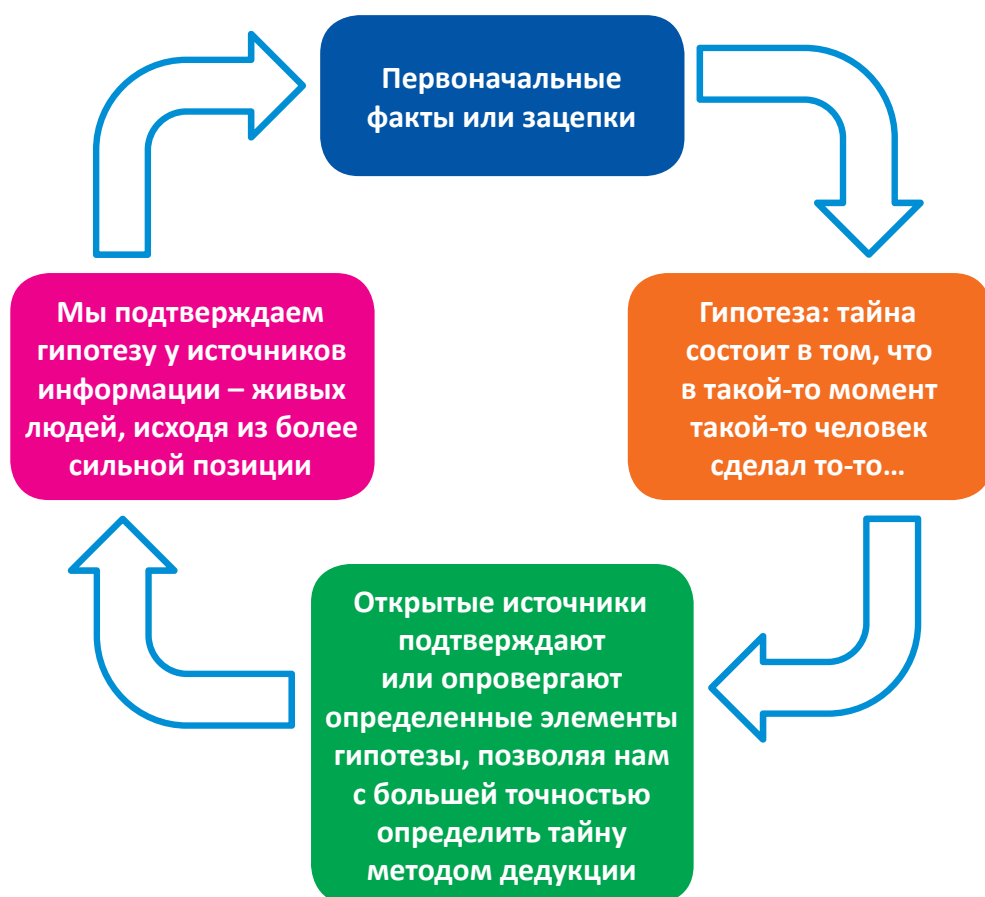 Первоначальные
факты или зацепки
Гипотеза: тайна
состоит в том, что
в такой-то момент
такой-то человек
сделал то-то...
Открытые источники
подтверждают
или опровергают
определенные элементы
гипотезы, позволяя нам
с большей точностью
определить тайну
методом дедукции
Мы подтверждаем
гипотезу у источников
информации – живых
людей, исходя из более
сильной позиции